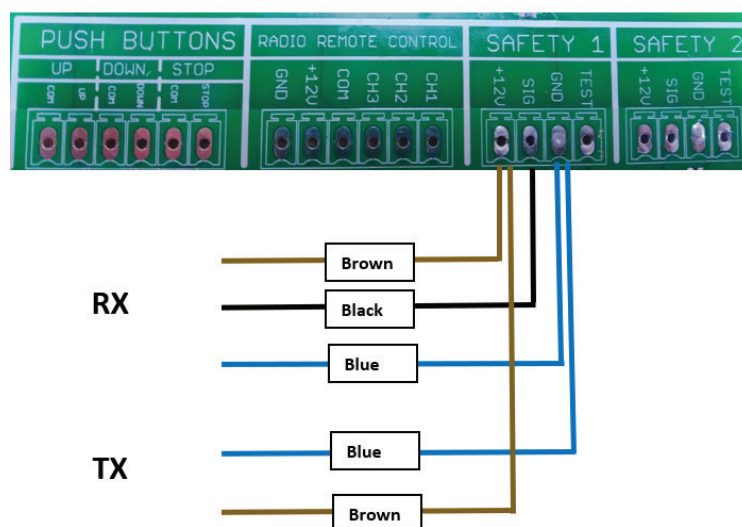 PUSH BUTTONS
UP DOWN STOP
COM UP COM DOWN COM STOP
RADIO REMOTE CONTROL
GND +12V COM CH3 CH2 CH1
SAFETY 1
+12V SIG GND TEST
SAFETY 2
+12V SIG GND TEST
RX
Brown
Black
Blue
TX
Blue
Brown